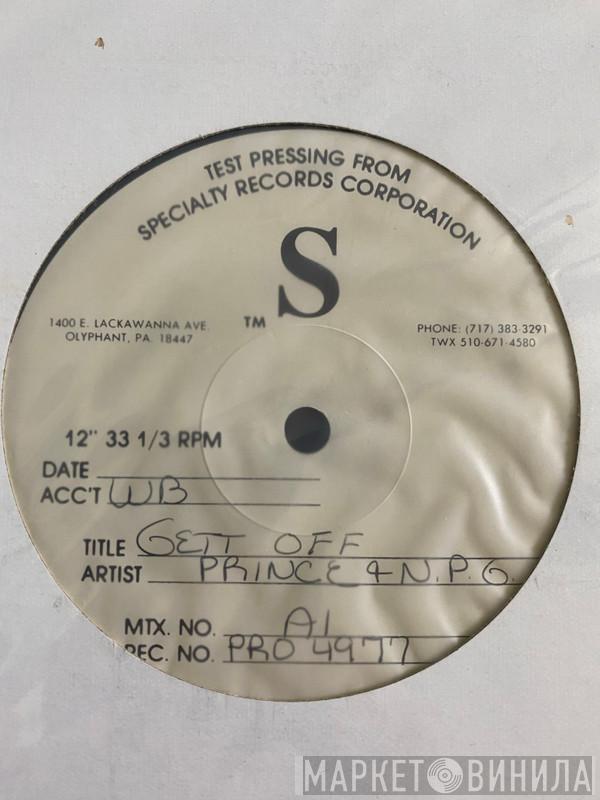 TEST PRESSING FROM
SPECIALTY RECORDS CORPORATION
S
TM
1400 E. LACKAWANNA AVE.
OLYPHANT, PA. 18447
PHONE: (717) 383-3291
TWX 510-671-4580
12" 33 1/3 RPM
DATE
ACC'T WB
TITLE GETT OFF
ARTIST PRINCE & N.P.G.
MTX. NO. A1
REC. NO. PRO 4977
МАРКЕТ ВИНИЛА